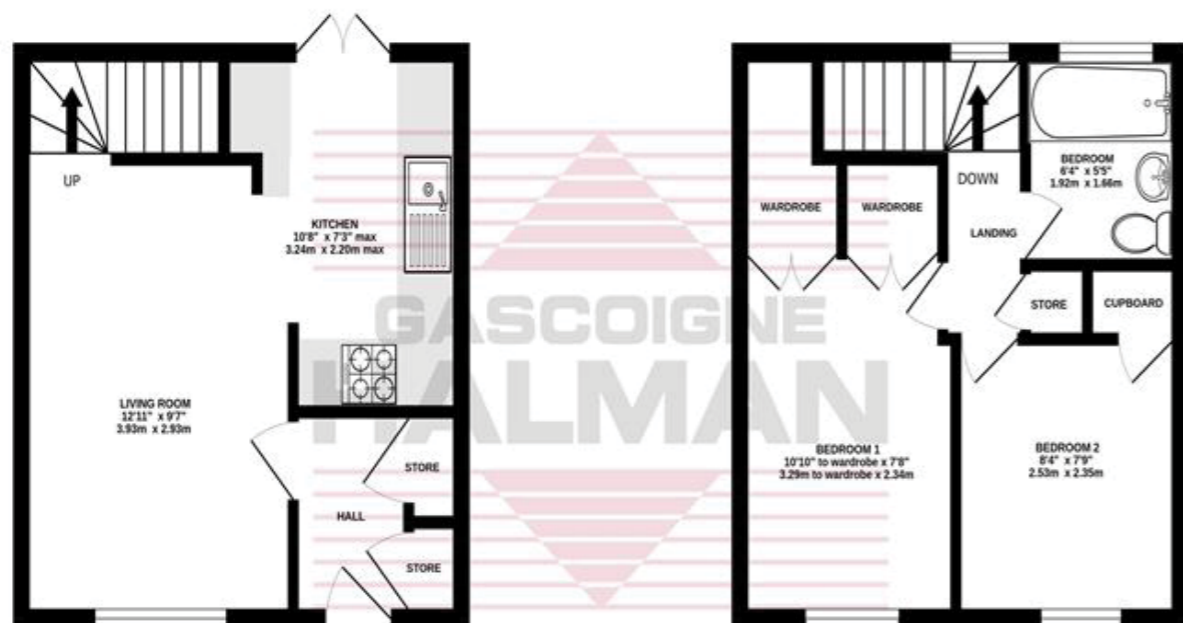 UP
KITCHEN
10'8" x 7'3" max
3.24m x 2.20m max
LIVING ROOM
12'11" x 9'7"
3.93m x 2.93m
STORE
HALL
STORE
GASCOIGNE
HALMAN
WARDROBE
WARDROBE
DOWN
LANDING
BEDROOM
6'4" x 5'5"
1.92m x 1.66m
STORE
CUPBOARD
BEDROOM 1
10'10" to wardrobe x 7'8"
3.29m to wardrobe x 2.34m
BEDROOM 2
8'4" x 7'9"
2.53m x 2.35m